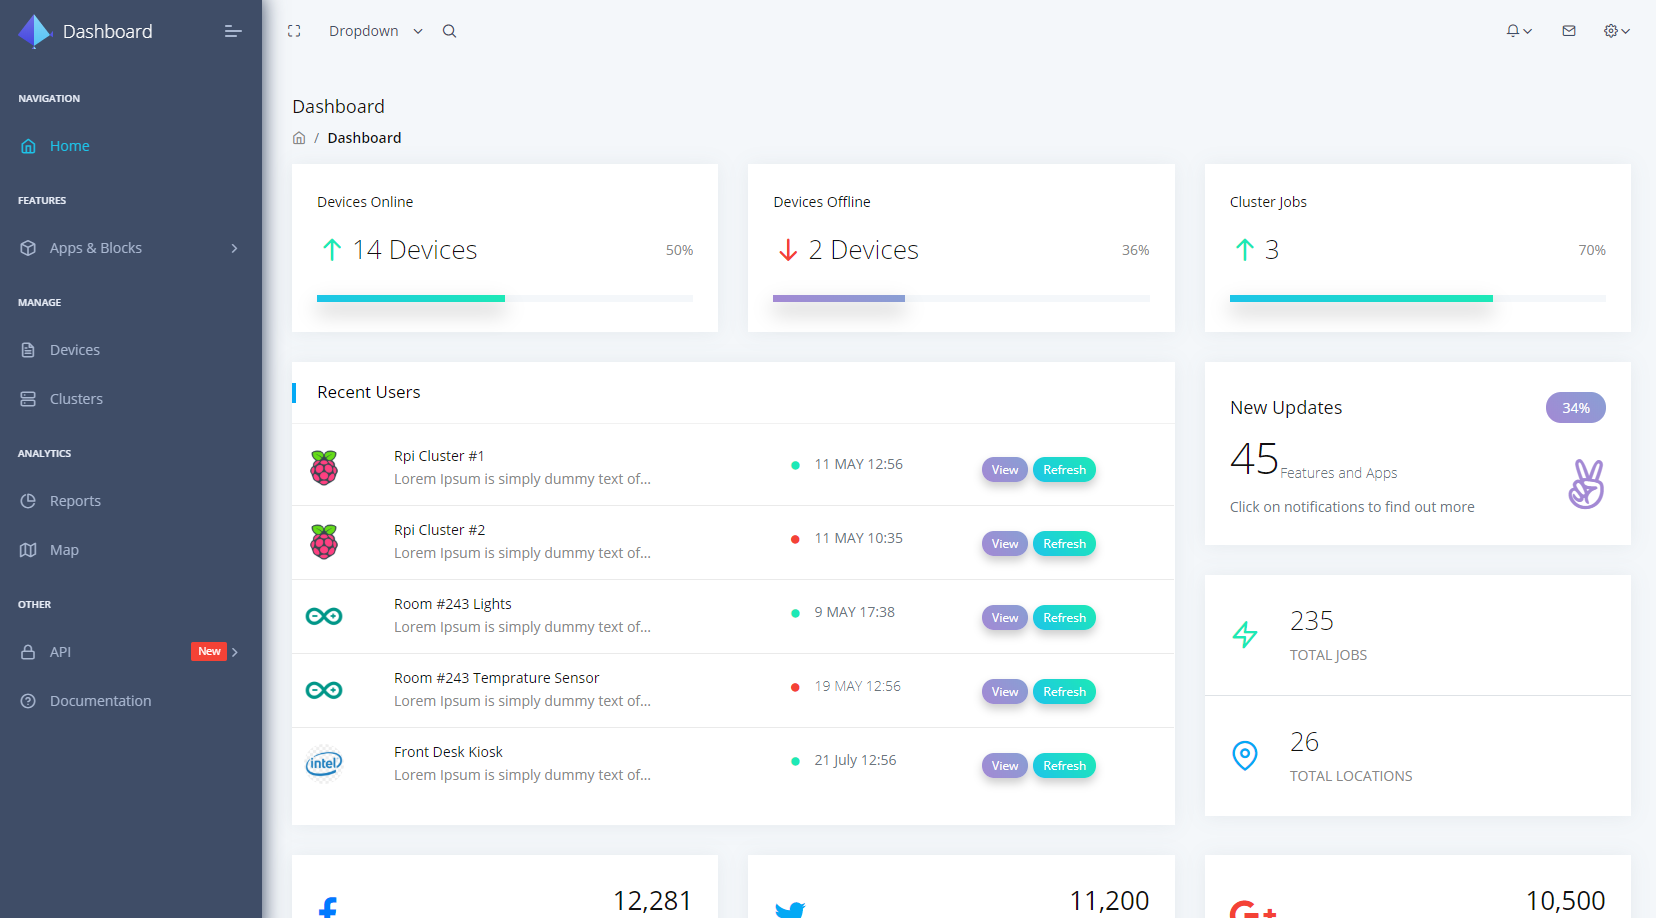 Dashboard
Dropdown
NAVIGATION
Home
FEATURES
Apps & Blocks
MANAGE
Devices
Clusters
ANALYTICS
Reports
Map
OTHER
API New
Documentation
Dashboard
/ Dashboard
Devices Online
14 Devices 50%
Devices Offline
2 Devices 36%
Cluster Jobs
3 70%
Recent Users
Rpi Cluster #1
Lorem Ipsum is simply dummy text of...
11 MAY 12:56
View Refresh
Rpi Cluster #2
Lorem Ipsum is simply dummy text of...
11 MAY 10:35
View Refresh
Room #243 Lights
Lorem Ipsum is simply dummy text of...
9 MAY 17:38
View Refresh
Room #243 Temprature Sensor
Lorem Ipsum is simply dummy text of...
19 MAY 12:56
View Refresh
intel
Front Desk Kiosk
Lorem Ipsum is simply dummy text of...
21 July 12:56
View Refresh
New Updates 34%
45 Features and Apps
Click on notifications to find out more
235
TOTAL JOBS
26
TOTAL LOCATIONS
12,281
11,200
G+ 10,500